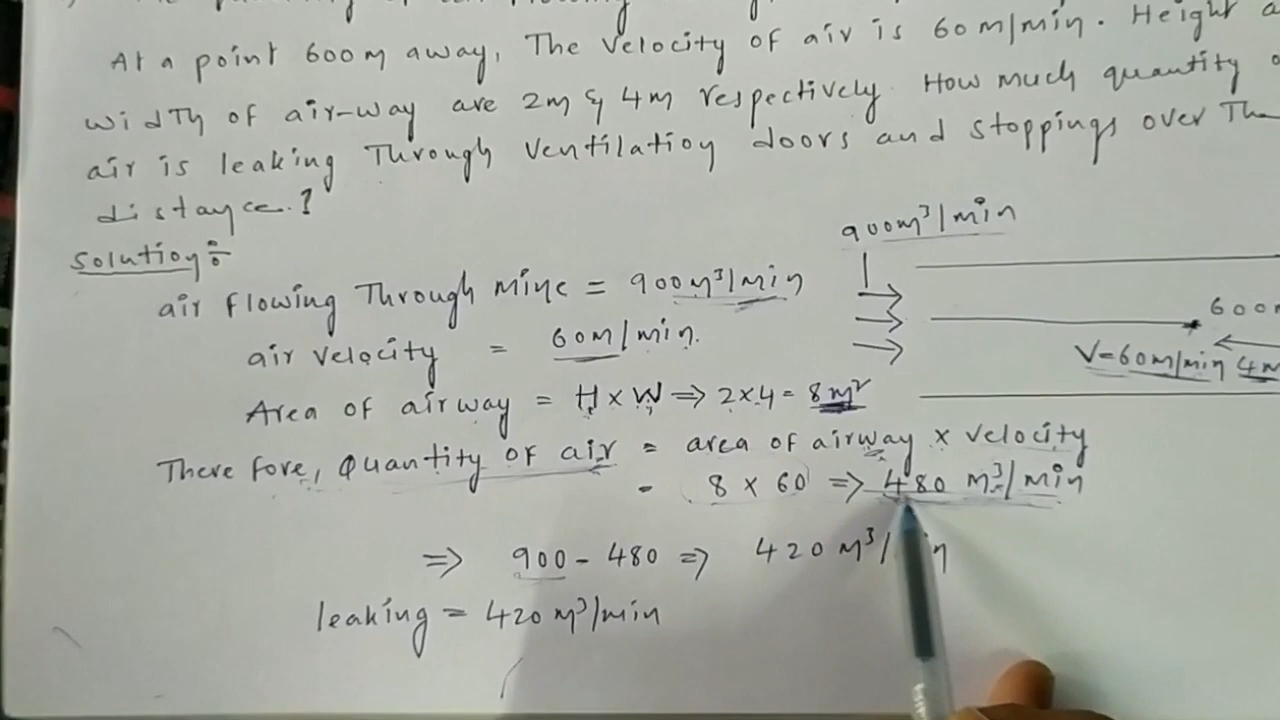 At a point 600m away, The Velocity of air is 60m/min. Height
width of air-way are 2m & 4m respectively. How much quantity
air is leaking Through ventilation doors and stoppings over The
distance?
Solution:
900m³/min
air flowing Through mine = 900m³/min
air velocity = 60m/min.
V=60m/min
Area of airway = H x W ⇒ 2x4 = 8m²
There fore, Quantity of air = area of airway x velocity
= 8 x 60 ⇒ 480 m³/min
⇒ 900 - 480 ⇒ 420 m³/
leaking = 420 m³/min